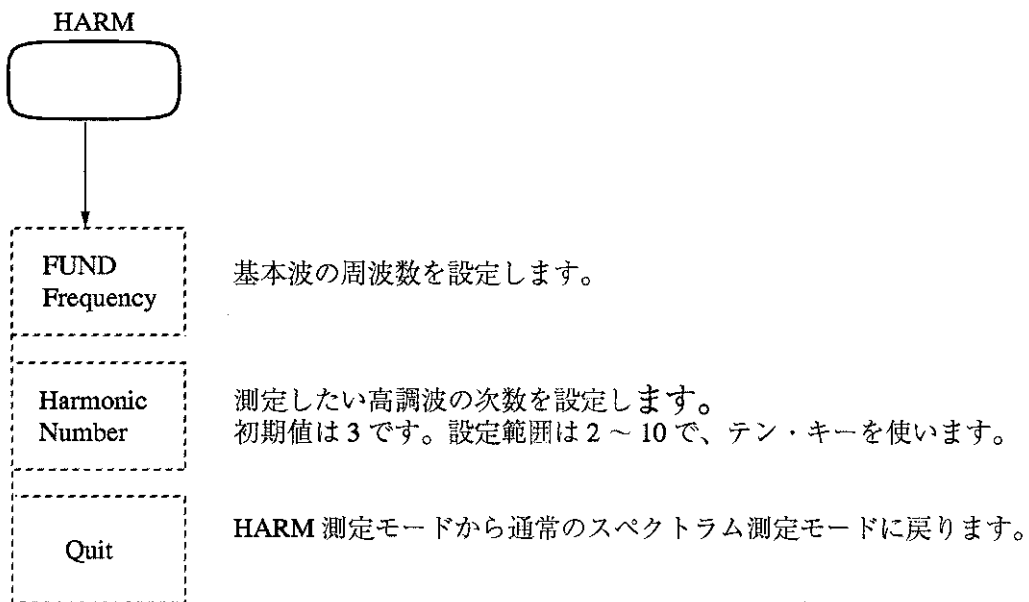 HARM
FUND
Frequency
基本波の周波数を設定します。
Harmonic
Number
測定したい高調波の次数を設定します。
初期値は 3 です。設定範囲は 2 ～ 10 で、テン・キーを使います。
Quit
HARM 測定モードから通常のスペクトラム測定モードに戻ります。